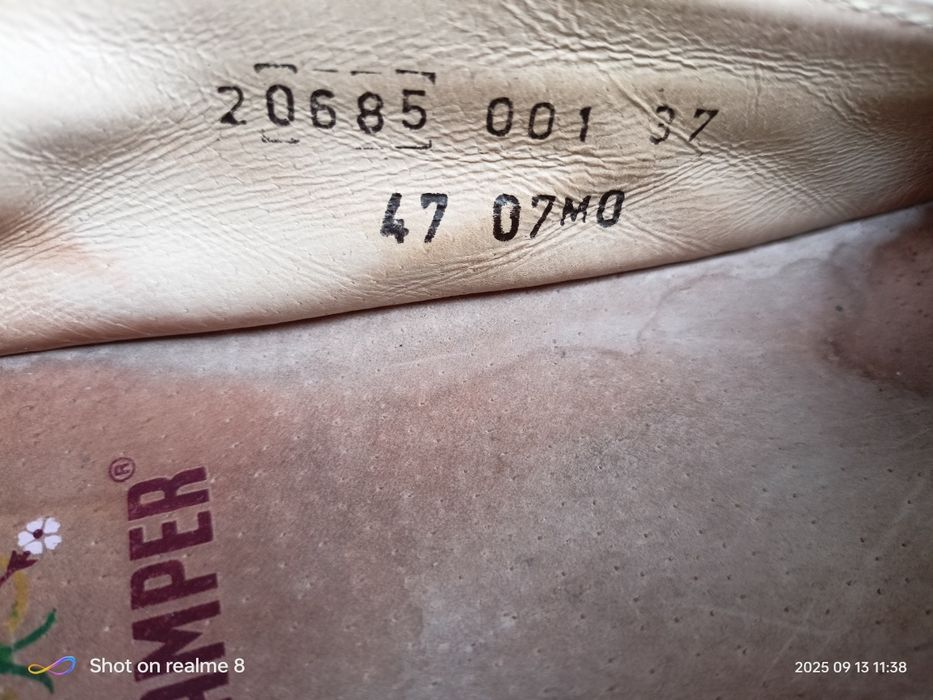 20685 001 37
47 07MO
AMPER®
Shot on realme 8
2025 09 13 11:38